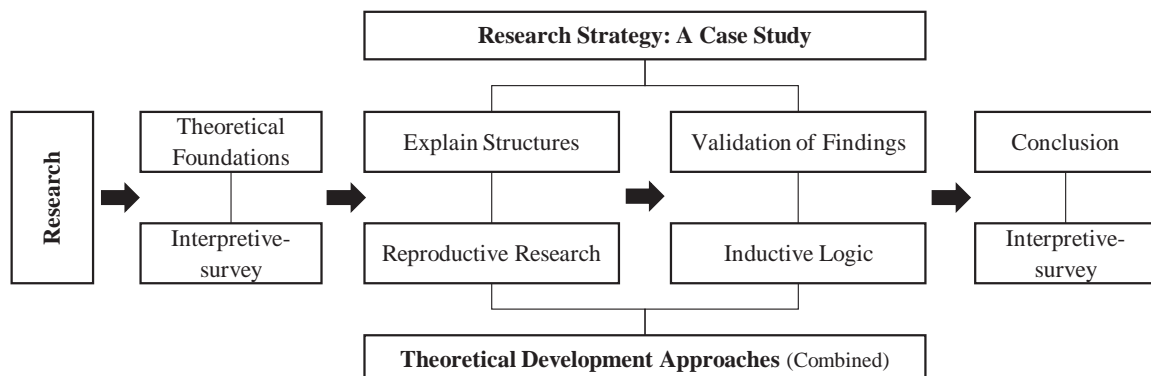 Research Strategy: A Case Study
Research
Theoretical
Foundations
Interpretive-
survey
Explain Structures
Reproductive Research
Validation of Findings
Inductive Logic
Conclusion
Interpretive-
survey
Theoretical Development Approaches (Combined)